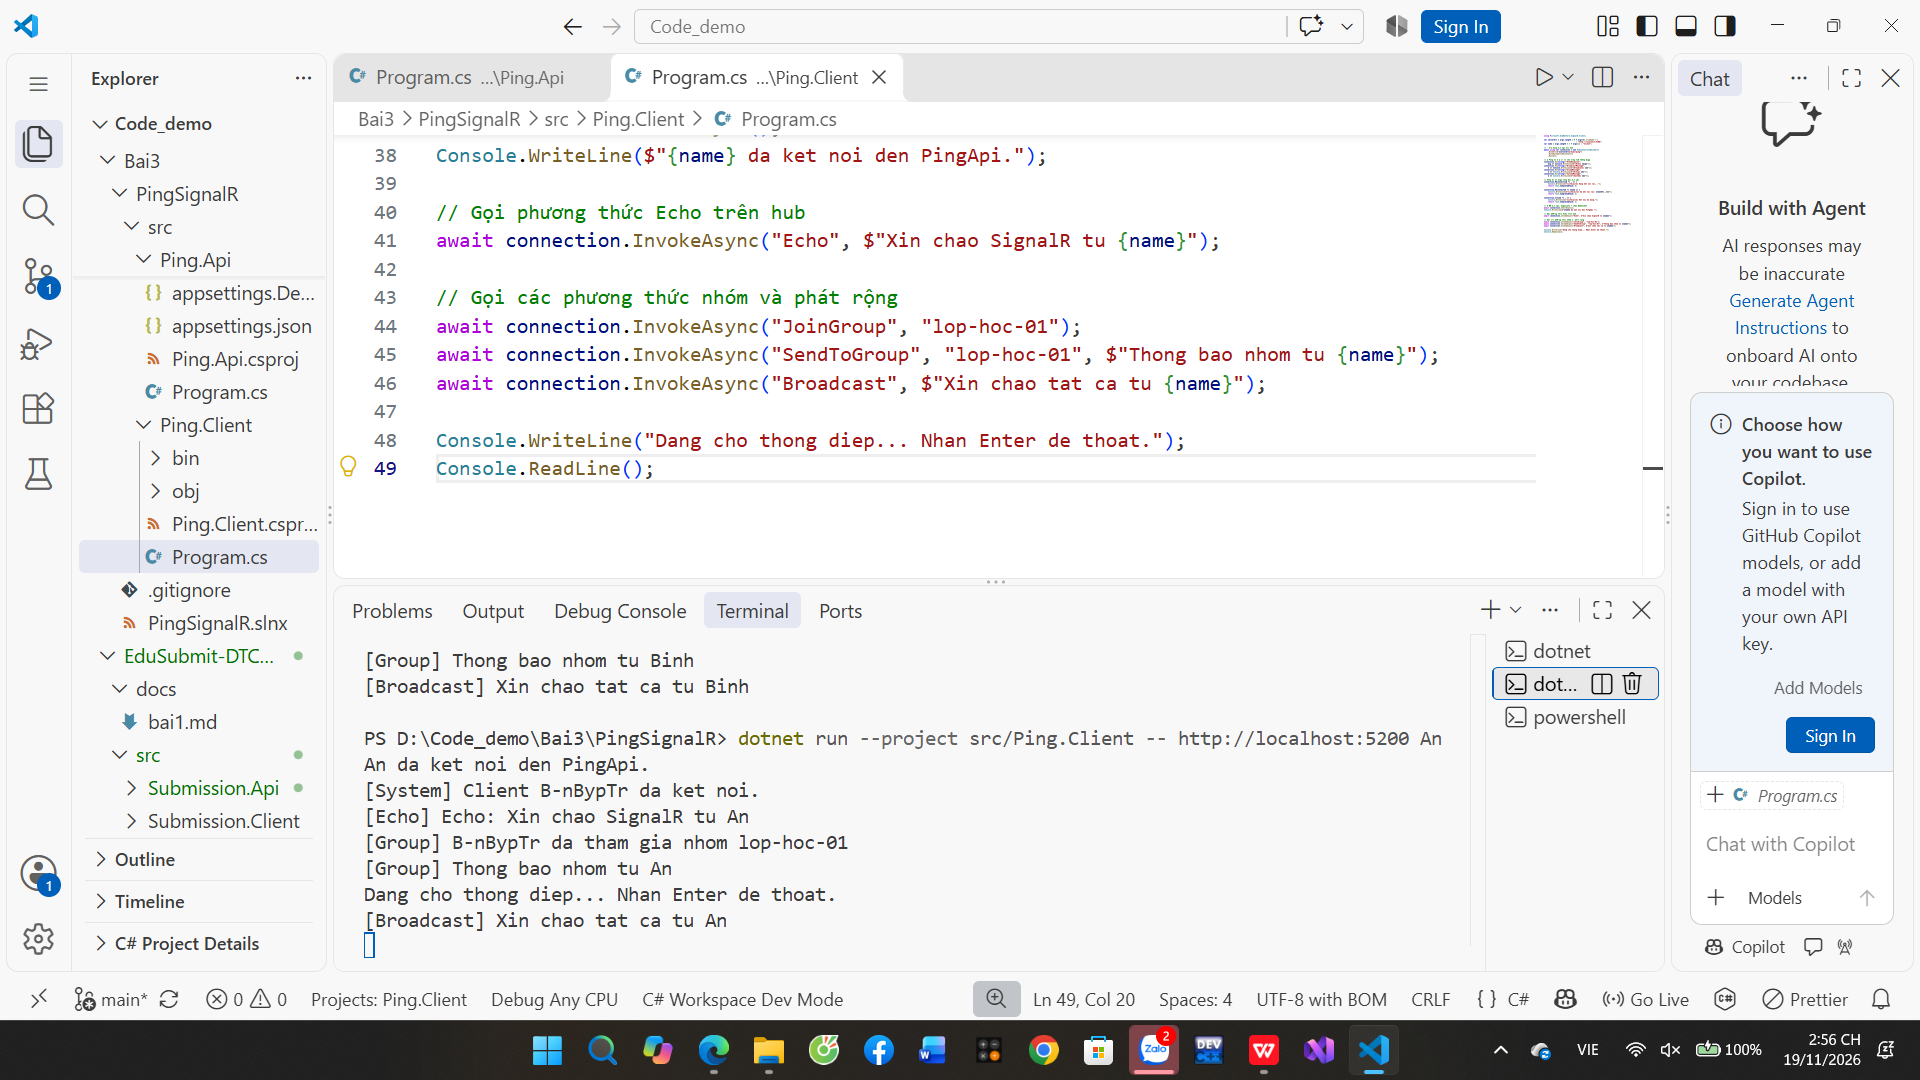 Code_demo
Sign In
Explorer
Code_demo
Bai3
PingSignalR
src
Ping.Api
appsettings.De...
appsettings.json
Ping.Api.csproj
Program.cs
Ping.Client
bin
obj
Ping.Client.cspr...
Program.cs
.gitignore
PingSignalR.slnx
EduSubmit-DTC...
docs
bai1.md
src
Submission.Api
Submission.Client
Outline
Timeline
C# Project Details
1
1
Program.cs ...\Ping.Api
Program.cs ...\Ping.Client
Bai3 > PingSignalR > src > Ping.Client > Program.cs
38 Console.WriteLine($"{name} da ket noi den PingApi.");
39
40 // Gọi phương thức Echo trên hub
41 await connection.InvokeAsync("Echo", $"Xin chao SignalR tu {name}");
42
43 // Gọi các phương thức nhóm và phát rộng
44 await connection.InvokeAsync("JoinGroup", "lop-hoc-01");
45 await connection.InvokeAsync("SendToGroup", "lop-hoc-01", $"Thong bao nhom tu {name}");
46 await connection.InvokeAsync("Broadcast", $"Xin chao tat ca tu {name}");
47
48 Console.WriteLine("Dang cho thong diep... Nhan Enter de thoat.");
49 Console.ReadLine();
Problems Output Debug Console Terminal Ports
[Group] Thong bao nhom tu Binh
[Broadcast] Xin chao tat ca tu Binh
PS D:\Code_demo\Bai3\PingSignalR> dotnet run --project src/Ping.Client -- http://localhost:5200 An
An da ket noi den PingApi.
[System] Client B-nBypTr da ket noi.
[Echo] Echo: Xin chao SignalR tu An
[Group] B-nBypTr da tham gia nhom lop-hoc-01
[Group] Thong bao nhom tu An
Dang cho thong diep... Nhan Enter de thoat.
[Broadcast] Xin chao tat ca tu An
dotnet
dot...
powershell
Chat
Build with Agent
AI responses may
be inaccurate
Generate Agent
Instructions to
onboard AI onto
your codebase
Choose how
you want to use
Copilot.
Sign in to use
GitHub Copilot
models, or add
a model with
your own API
key.
Add Models
Sign In
Program.cs
Chat with Copilot
Models
Copilot
main* 0 0 Projects: Ping.Client Debug Any CPU C# Workspace Dev Mode
Ln 49, Col 20 Spaces: 4 UTF-8 with BOM CRLF { } C# Go Live Prettier
Zalo
2
DEV
VIE
100%
2:56 CH
19/11/2026